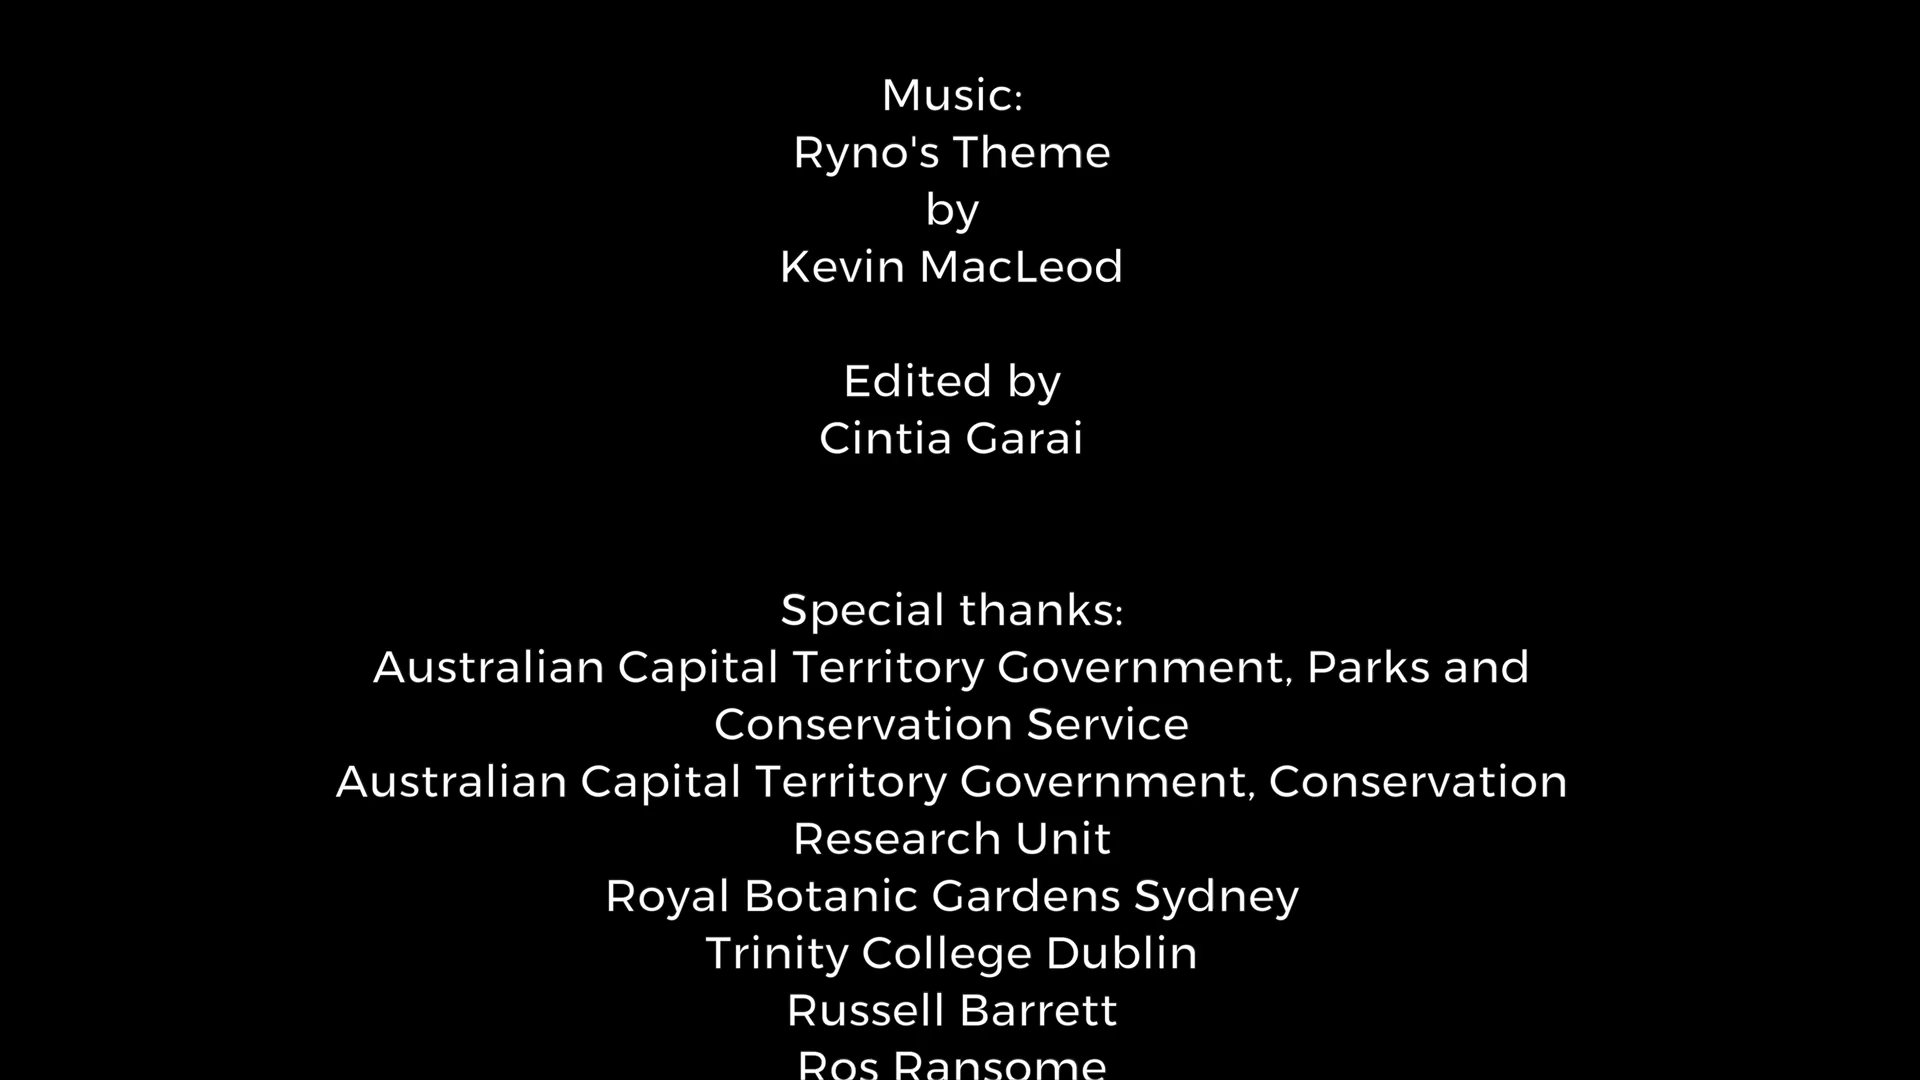 Music:
Ryno's Theme
by
Kevin MacLeod
Edited by
Cintia Garai
Special thanks:
Australian Capital Territory Government, Parks and
Conservation Service
Australian Capital Territory Government, Conservation
Research Unit
Royal Botanic Gardens Sydney
Trinity College Dublin
Russell Barrett
Ros Ransome